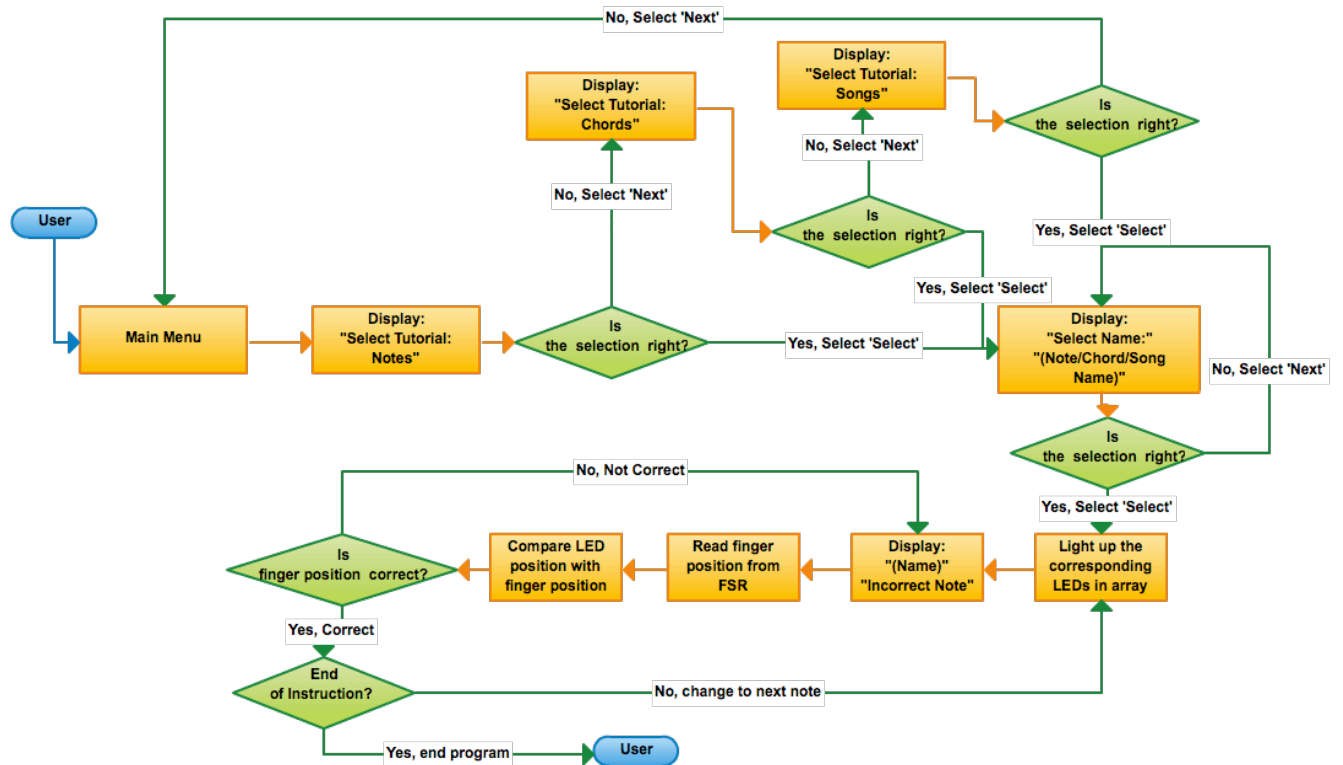 No, Select 'Next'
Display:
"Select Tutorial:
Songs"
Display:
"Select Tutorial:
Chords"
Is
the selection right?
No, Select 'Next'
No, Select 'Next'
User
Is
the selection right?
Yes, Select 'Select'
Yes, Select 'Select'
Main Menu
Display:
"Select Tutorial:
Notes"
Is
the selection right?
Yes, Select 'Select'
Display:
"Select Name:"
"(Note/Chord/Song
Name)"
No, Select 'Next'
Is
the selection right?
No, Not Correct
Yes, Select 'Select'
Is
finger position correct?
Compare LED
position with
finger position
Read finger
position from
FSR
Display:
"(Name)"
"Incorrect Note"
Light up the
corresponding
LEDs in array
Yes, Correct
End
of Instruction?
No, change to next note
Yes, end program
User